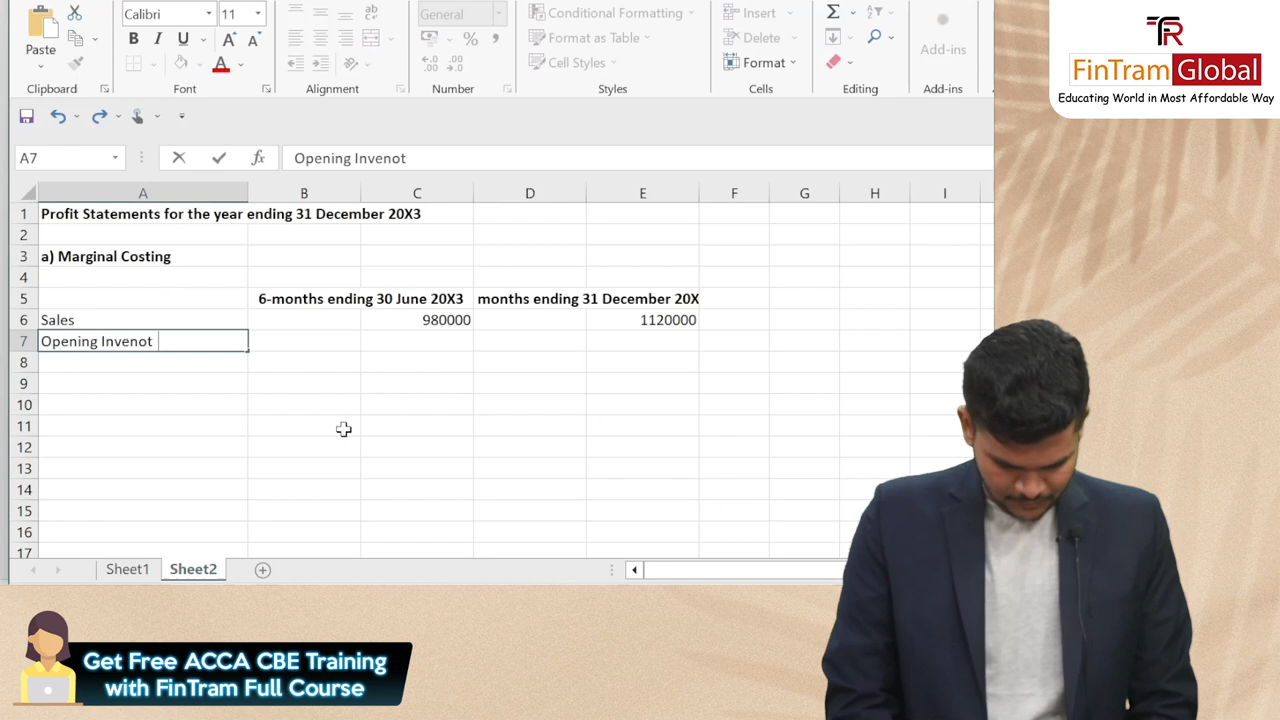 Calibri 11 ab General
Conditional Formatting Insert
Paste B I U A A % Format as Table Delete Add-ins
A Cell Styles Format
Clipboard Font Alignment Number Styles Cells Editing Add-ins
A7 fx Opening Invenot
A B C D E F G H I
1 Profit Statements for the year ending 31 December 20X3
2
3 a) Marginal Costing
4
5 6-months ending 30 June 20X3 months ending 31 December 20X
6 Sales 980000 1120000
7 Opening Invenot
8
9
10
11
12
13
14
15
16
17
Sheet1 Sheet2
TR
FinTram Global
Educating World in Most Affordable Way
Get Free ACCA CBE Training
with FinTram Full Course